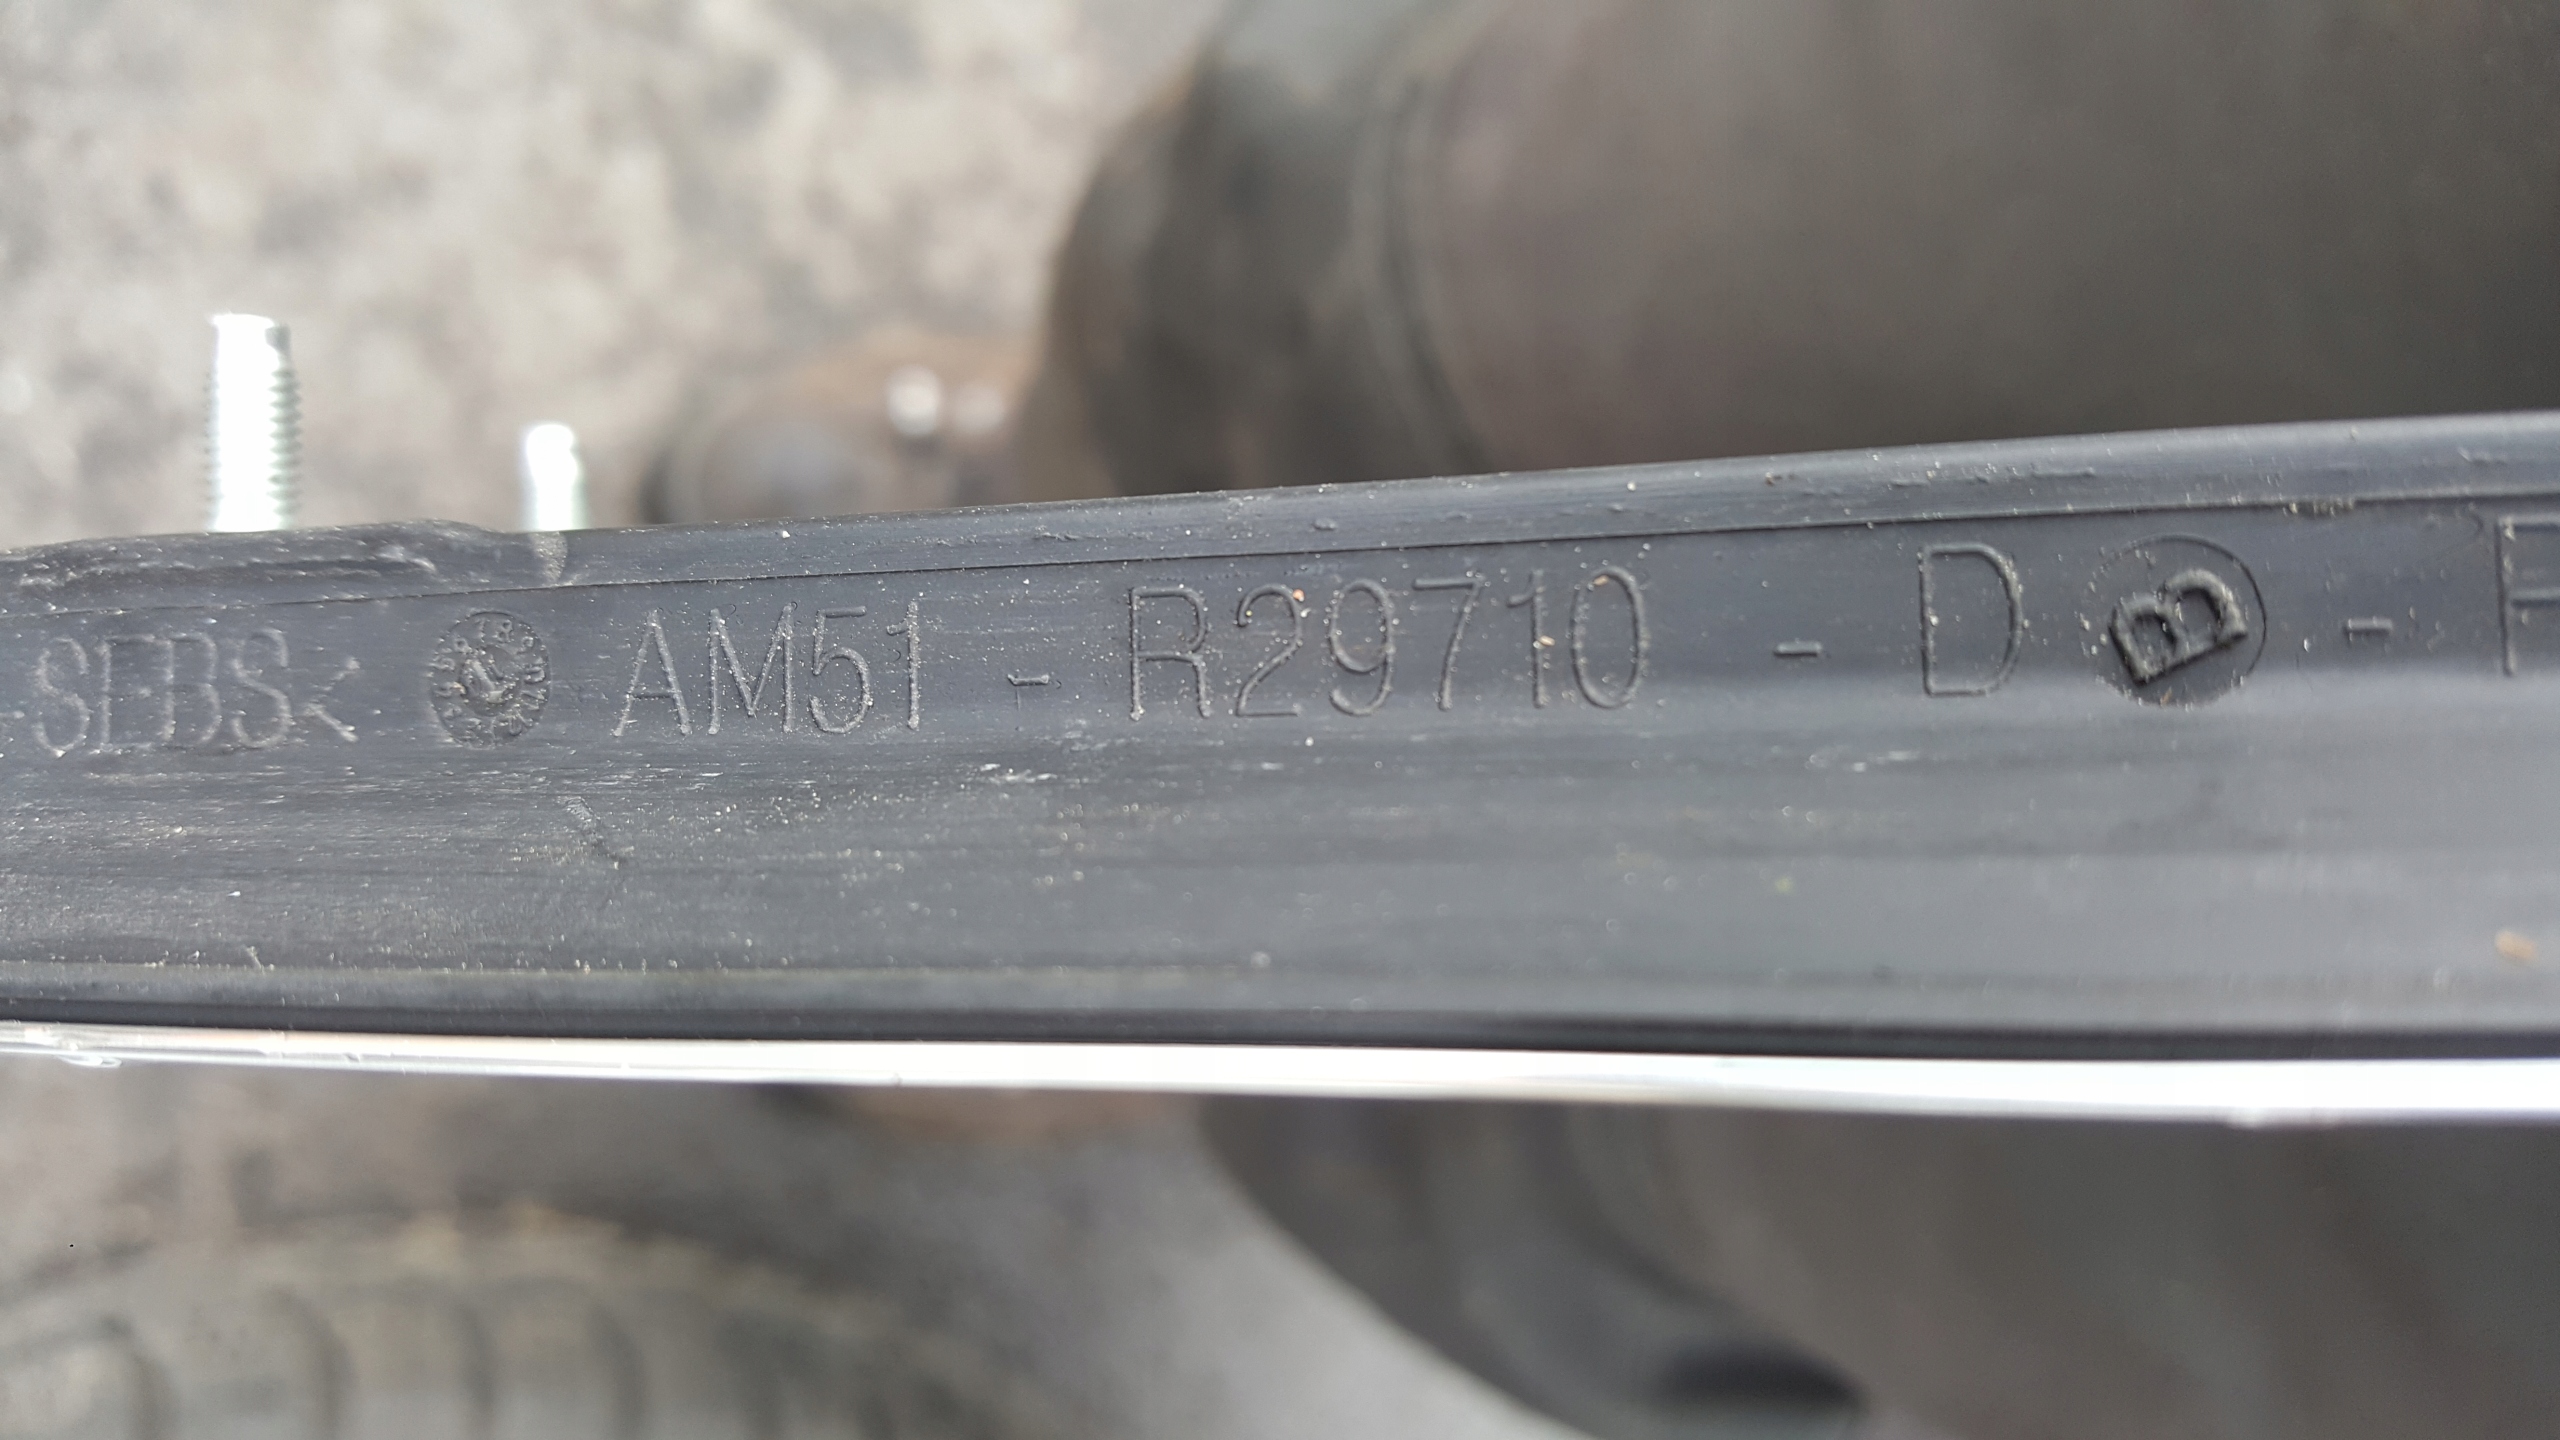 -SEBS< AM51 - R29710 - D B -